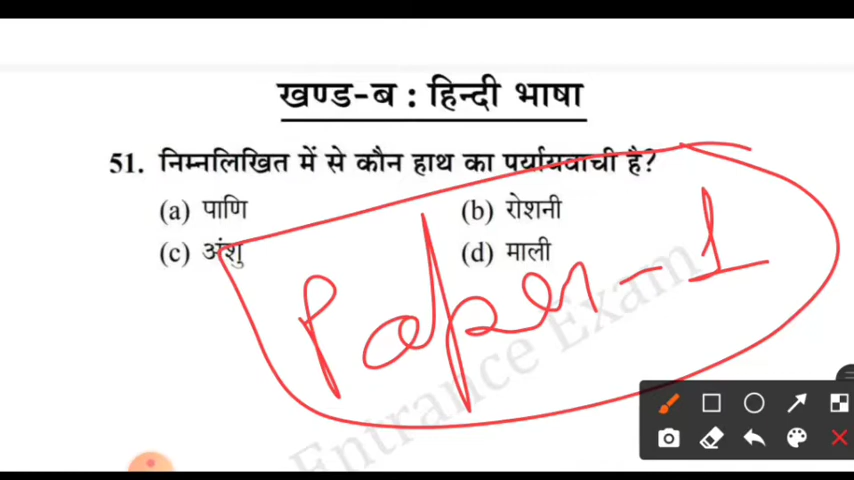 खण्ड-ब : हिन्दी भाषा
51. निम्नलिखित में से कौन हाथ का पर्यायवाची है?
(a) पाणि (b) रोशनी
(c) अंशु (d) माली
Paper-1
Entrance Exam